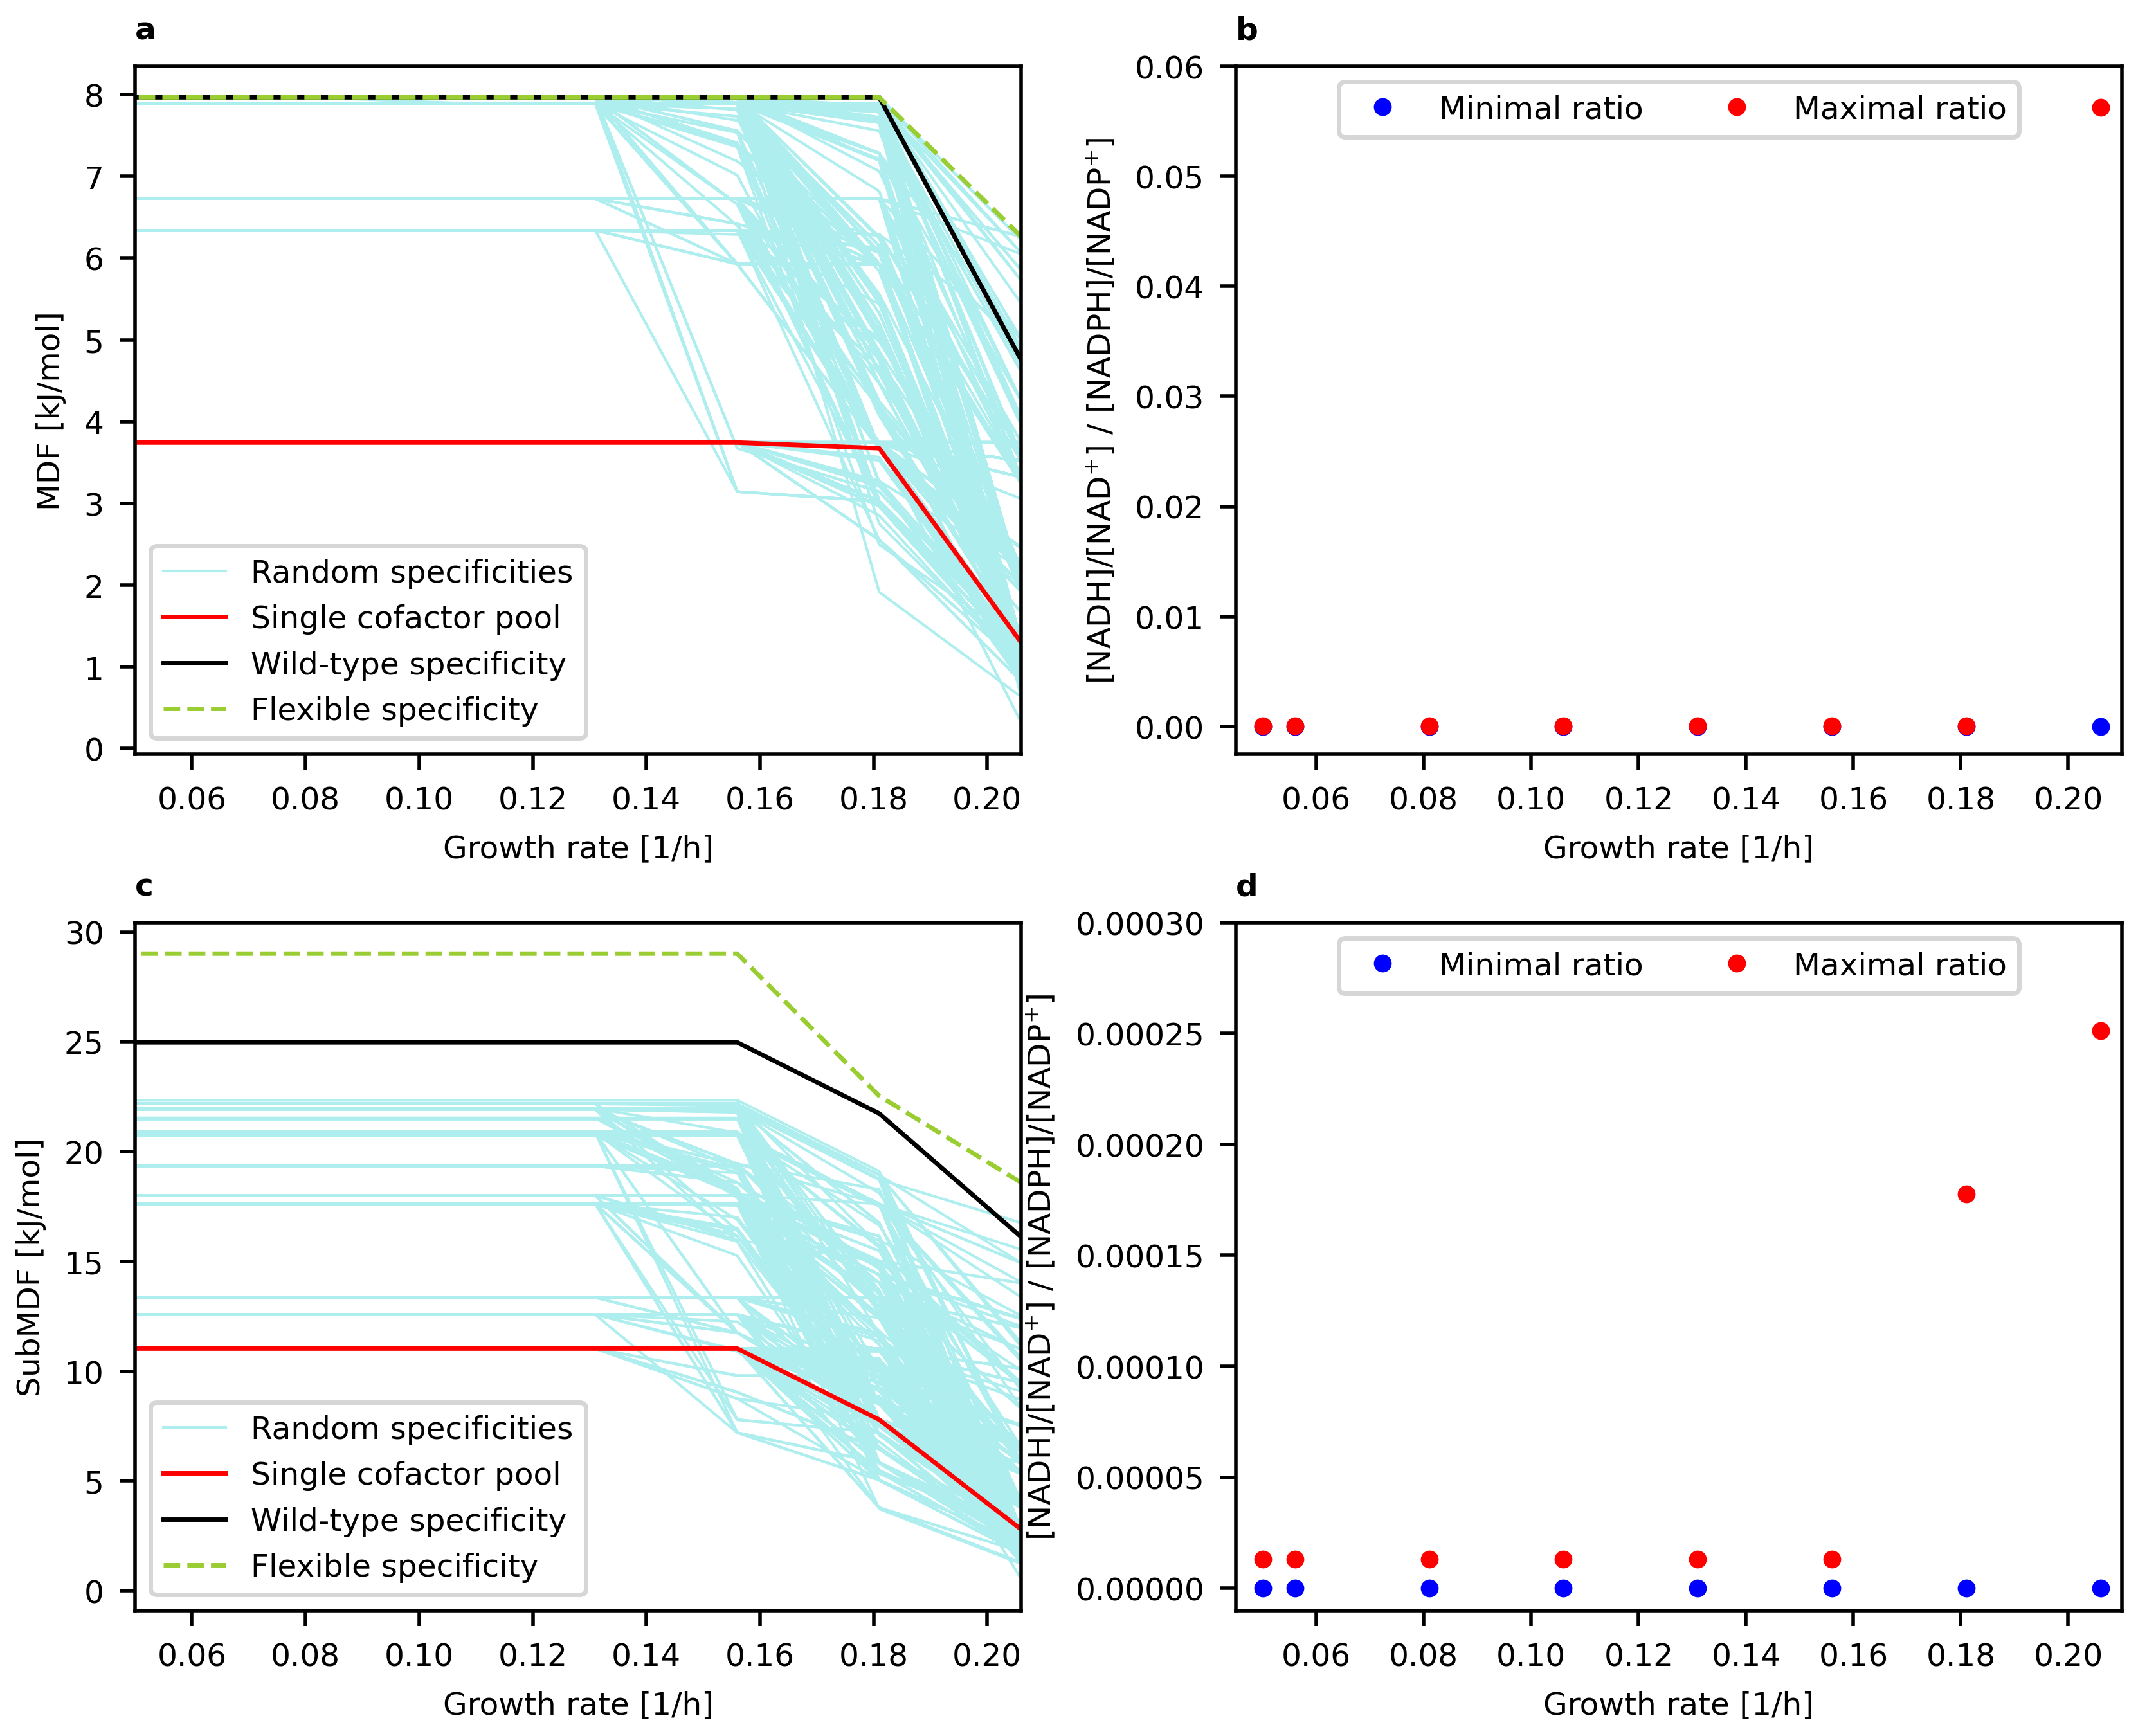 a
8
7
6
5
4
3
2
1
0
MDF [kJ/mol]
Random specificities
Single cofactor pool
Wild-type specificity
Flexible specificity
0.06 0.08 0.10 0.12 0.14 0.16 0.18 0.20
Growth rate [1/h]
b
0.06
0.05
0.04
0.03
0.02
0.01
0.00
[NADH]/[NAD⁺] / [NADPH]/[NADP⁺]
Minimal ratio Maximal ratio
0.06 0.08 0.10 0.12 0.14 0.16 0.18 0.20
Growth rate [1/h]
c
30
25
20
15
10
5
0
SubMDF [kJ/mol]
Random specificities
Single cofactor pool
Wild-type specificity
Flexible specificity
0.06 0.08 0.10 0.12 0.14 0.16 0.18 0.20
Growth rate [1/h]
d
0.00030
0.00025
0.00020
0.00015
0.00010
0.00005
0.00000
[NADH]/[NAD⁺] / [NADPH]/[NADP⁺]
Minimal ratio Maximal ratio
0.06 0.08 0.10 0.12 0.14 0.16 0.18 0.20
Growth rate [1/h]